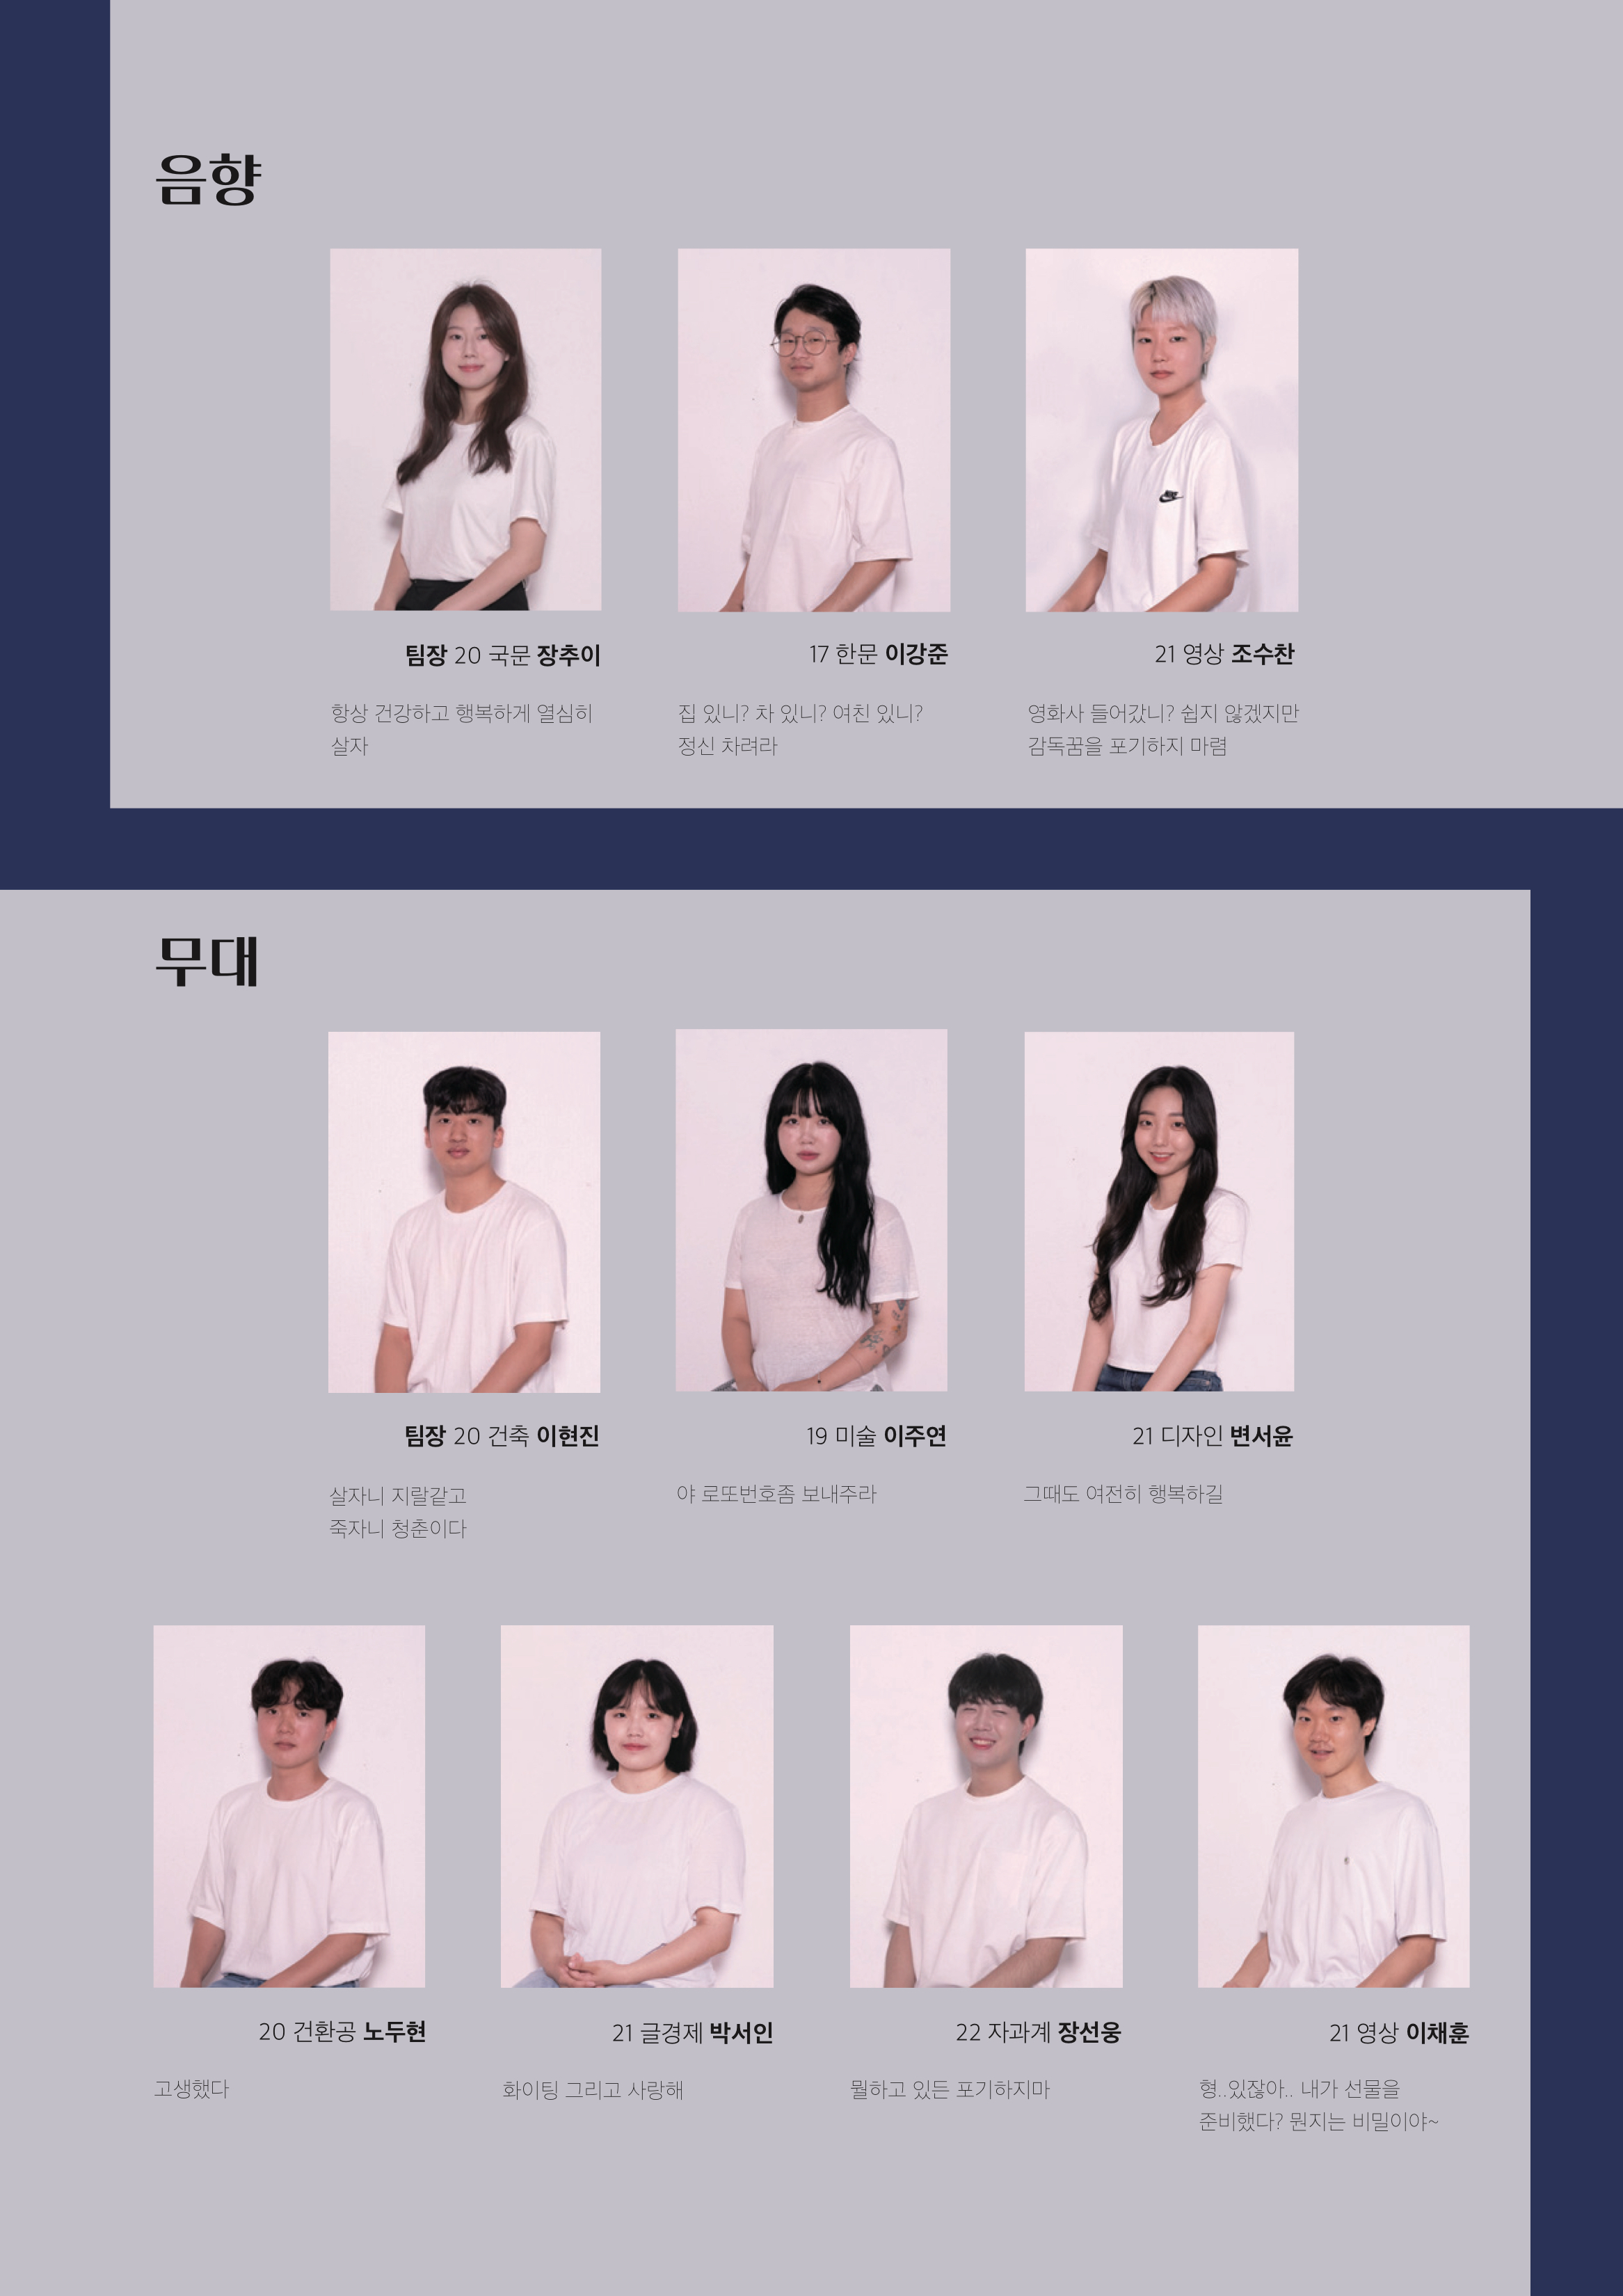 음향
NIKE
팀장 20 국문 장추이
17 한문 이강준
21 영상 조수찬
항상 건강하고 행복하게 열심히
살자
집 있니? 차 있니? 여친 있니?
정신 차려라
영화사 들어갔니? 쉽지 않겠지만
감독꿈을 포기하지 마렴
무대
팀장 20 건축 이현진
19 미술 이주연
21 디자인 변서윤
살자니 지랄같고
죽자니 청춘이다
야 로또번호좀 보내주라
그때도 여전히 행복하길
20 건환공 노두현
21 글경제 박서인
22 자과계 장선웅
21 영상 이채훈
고생했다
화이팅 그리고 사랑해
뭘하고 있든 포기하지마
형..있잖아.. 내가 선물을
준비했다? 뭔지는 비밀이야~